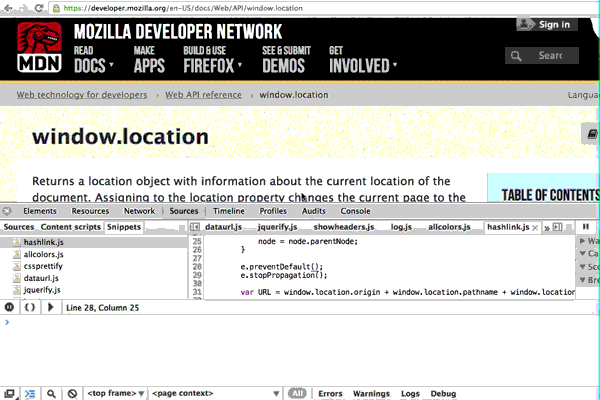 https://developer.mozilla.org/en-US/docs/Web/API/window.location
MOZILLA DEVELOPER NETWORK
Sign in
MDN
READ
DOCS
MAKE
APPS
BUILD & USE
FIREFOX
SEE & SUBMIT
DEMOS
GET
INVOLVED
Searc
Web technology for developers › Web API reference › window.location
Langua
window.location
Returns a location object with information about the current location of the
document. Assigning to the location property changes the current page to the
TABLE OF CONTENTS
Elements Resources Network Sources Timeline Profiles Audits Console
Sources Content scripts Snippets
dataurl.js jquerify.js showheaders.js log.js allcolors.js hashlink.js
hashlink.js
allcolors.js
cssprettify
dataurl.js
jquerify.js
25 node = node.parentNode;
26 }
27
28 e.preventDefault();
29 e.stopPropagation();
30
31 var URL = window.location.origin + window.location.pathname + window.location
Wa
Ca
Sc
Bre
Line 28, Column 25
<top frame> <page context> All Errors Warnings Logs Debug